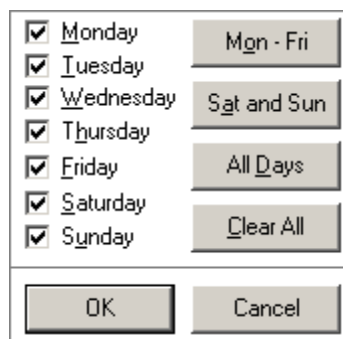 Monday
Tuesday
Wednesday
Thursday
Friday
Saturday
Sunday
Mon - Fri
Sat and Sun
All Days
Clear All
OK
Cancel